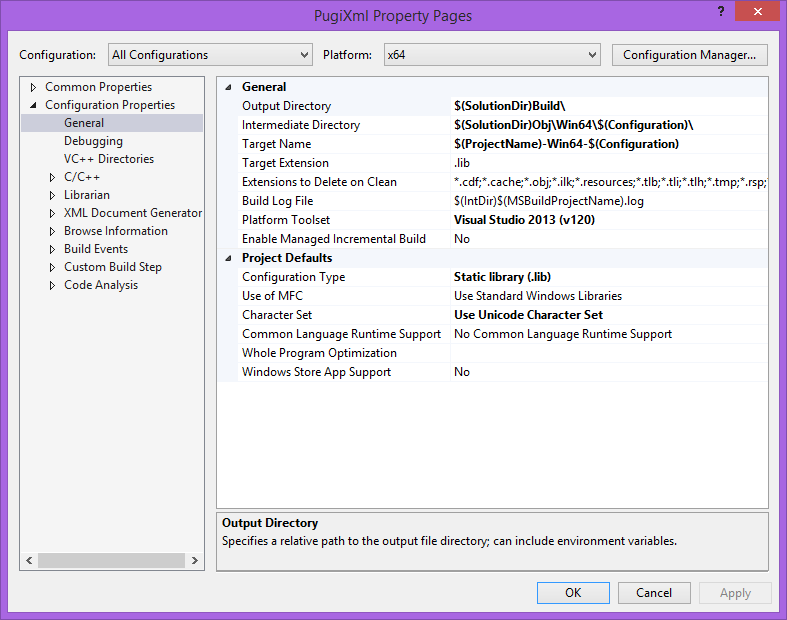 PugiXml Property Pages
?
Configuration: All Configurations Platform: x64 Configuration Manager...
Common Properties
Configuration Properties
General
Debugging
VC++ Directories
C/C++
Librarian
XML Document Generator
Browse Information
Build Events
Custom Build Step
Code Analysis
General
Output Directory $(SolutionDir)Build\
Intermediate Directory $(SolutionDir)Obj\Win64\$(Configuration)\
Target Name $(ProjectName)-Win64-$(Configuration)
Target Extension .lib
Extensions to Delete on Clean *.cdf;*.cache;*.obj;*.ilk;*.resources;*.tlb;*.tli;*.tlh;*.tmp;*.rsp;
Build Log File $(IntDir)$(MSBuildProjectName).log
Platform Toolset Visual Studio 2013 (v120)
Enable Managed Incremental Build No
Project Defaults
Configuration Type Static library (.lib)
Use of MFC Use Standard Windows Libraries
Character Set Use Unicode Character Set
Common Language Runtime Support No Common Language Runtime Support
Whole Program Optimization
Windows Store App Support No
Output Directory
Specifies a relative path to the output file directory; can include environment variables.
OK Cancel Apply